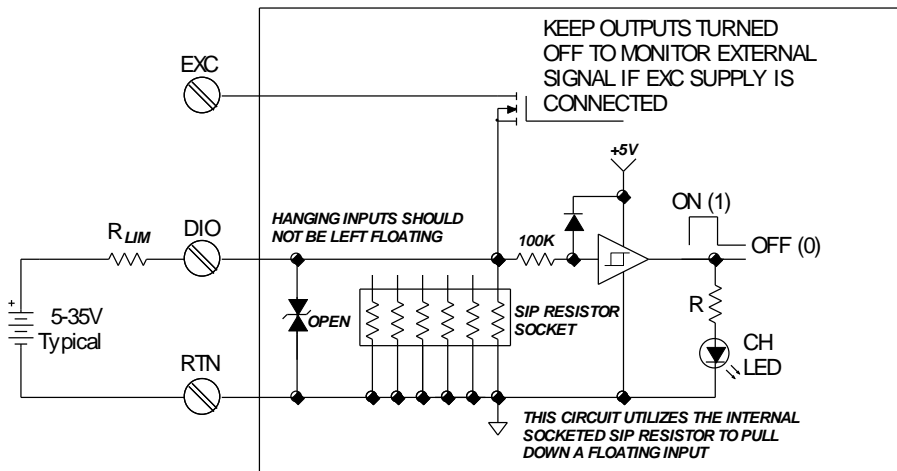 KEEP OUTPUTS TURNED
OFF TO MONITOR EXTERNAL
SIGNAL IF EXC SUPPLY IS
CONNECTED
EXC
+5V
ON (1)
OFF (0)
R LIM
DIO
HANGING INPUTS SHOULD
NOT BE LEFT FLOATING
100K
+
5-35V
Typical
OPEN
SIP RESISTOR
SOCKET
R
CH
LED
RTN
THIS CIRCUIT UTILIZES THE INTERNAL
SOCKETED SIP RESISTOR TO PULL
DOWN A FLOATING INPUT